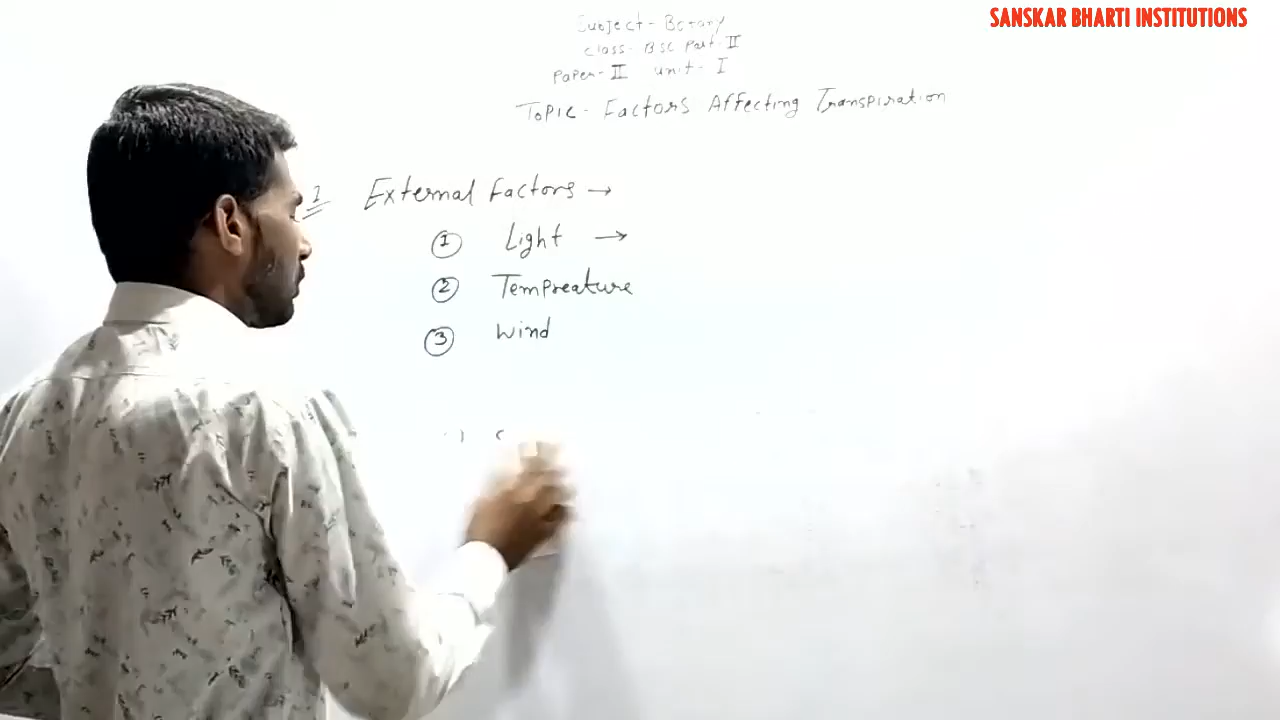 SANSKAR BHARTI INSTITUTIONS
Subject - Botany
Class - BSC Part - II
Paper - II Unit - I
Topic - Factors Affecting Transpiration
1 External Factors →
① Light →
② Tempreature
③ Wind